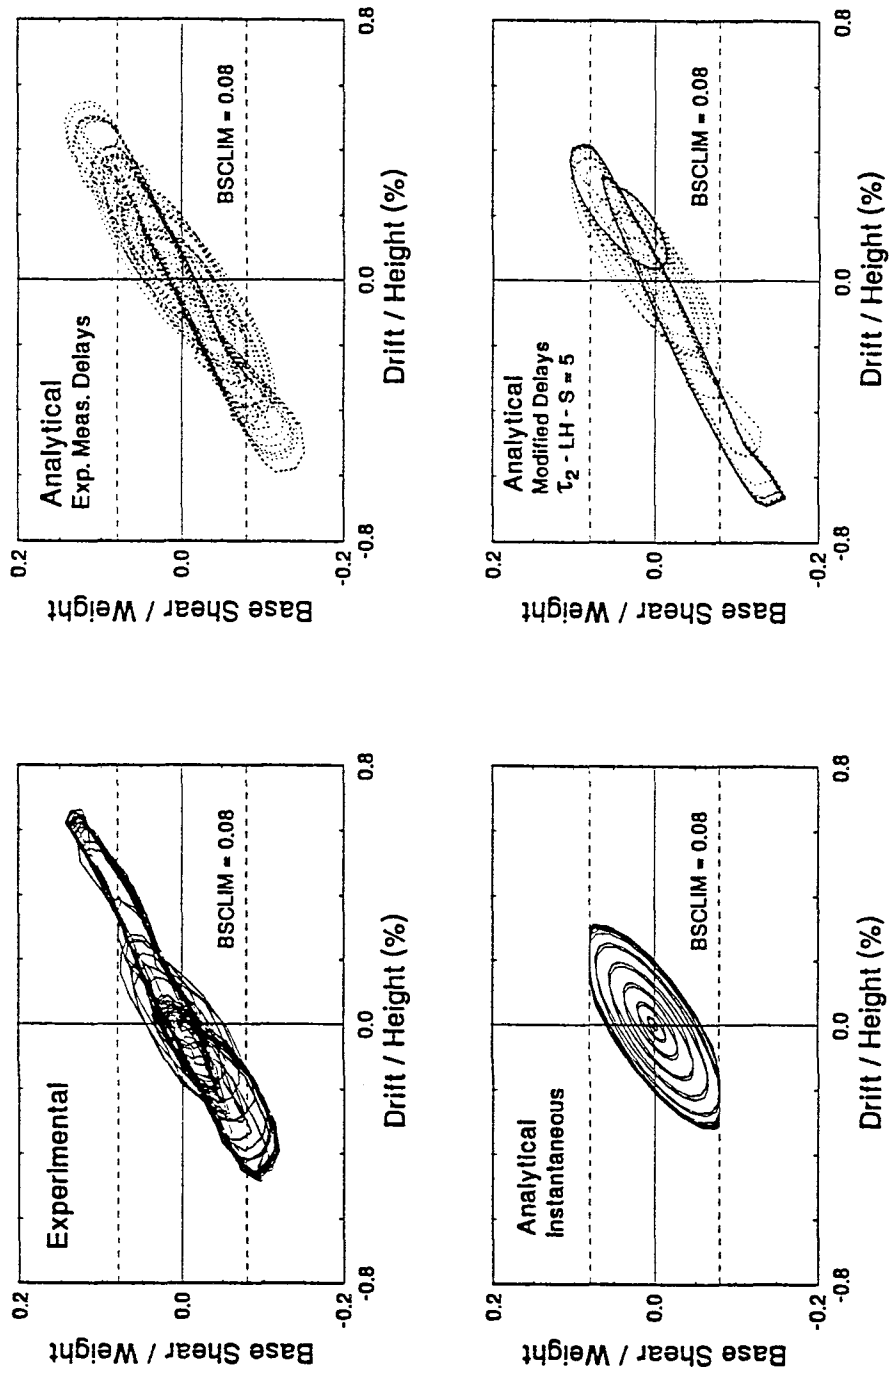 Experimental
BSCLIM = 0.08
0.2
0.0
-0.2
-0.8
0.0
0.8
Base Shear / Weight
Drift / Height (%)
Analytical
Exp. Meas. Delays
BSCLIM = 0.08
0.2
0.0
-0.2
-0.8
0.0
0.8
Base Shear / Weight
Drift / Height (%)
Analytical
Instantaneous
BSCLIM = 0.08
0.2
0.0
-0.2
-0.8
0.0
0.8
Base Shear / Weight
Drift / Height (%)
Analytical
Modified Delays
τ₂ - LH - S = 5
BSCLIM = 0.08
0.2
0.0
-0.2
-0.8
0.0
0.8
Base Shear / Weight
Drift / Height (%)